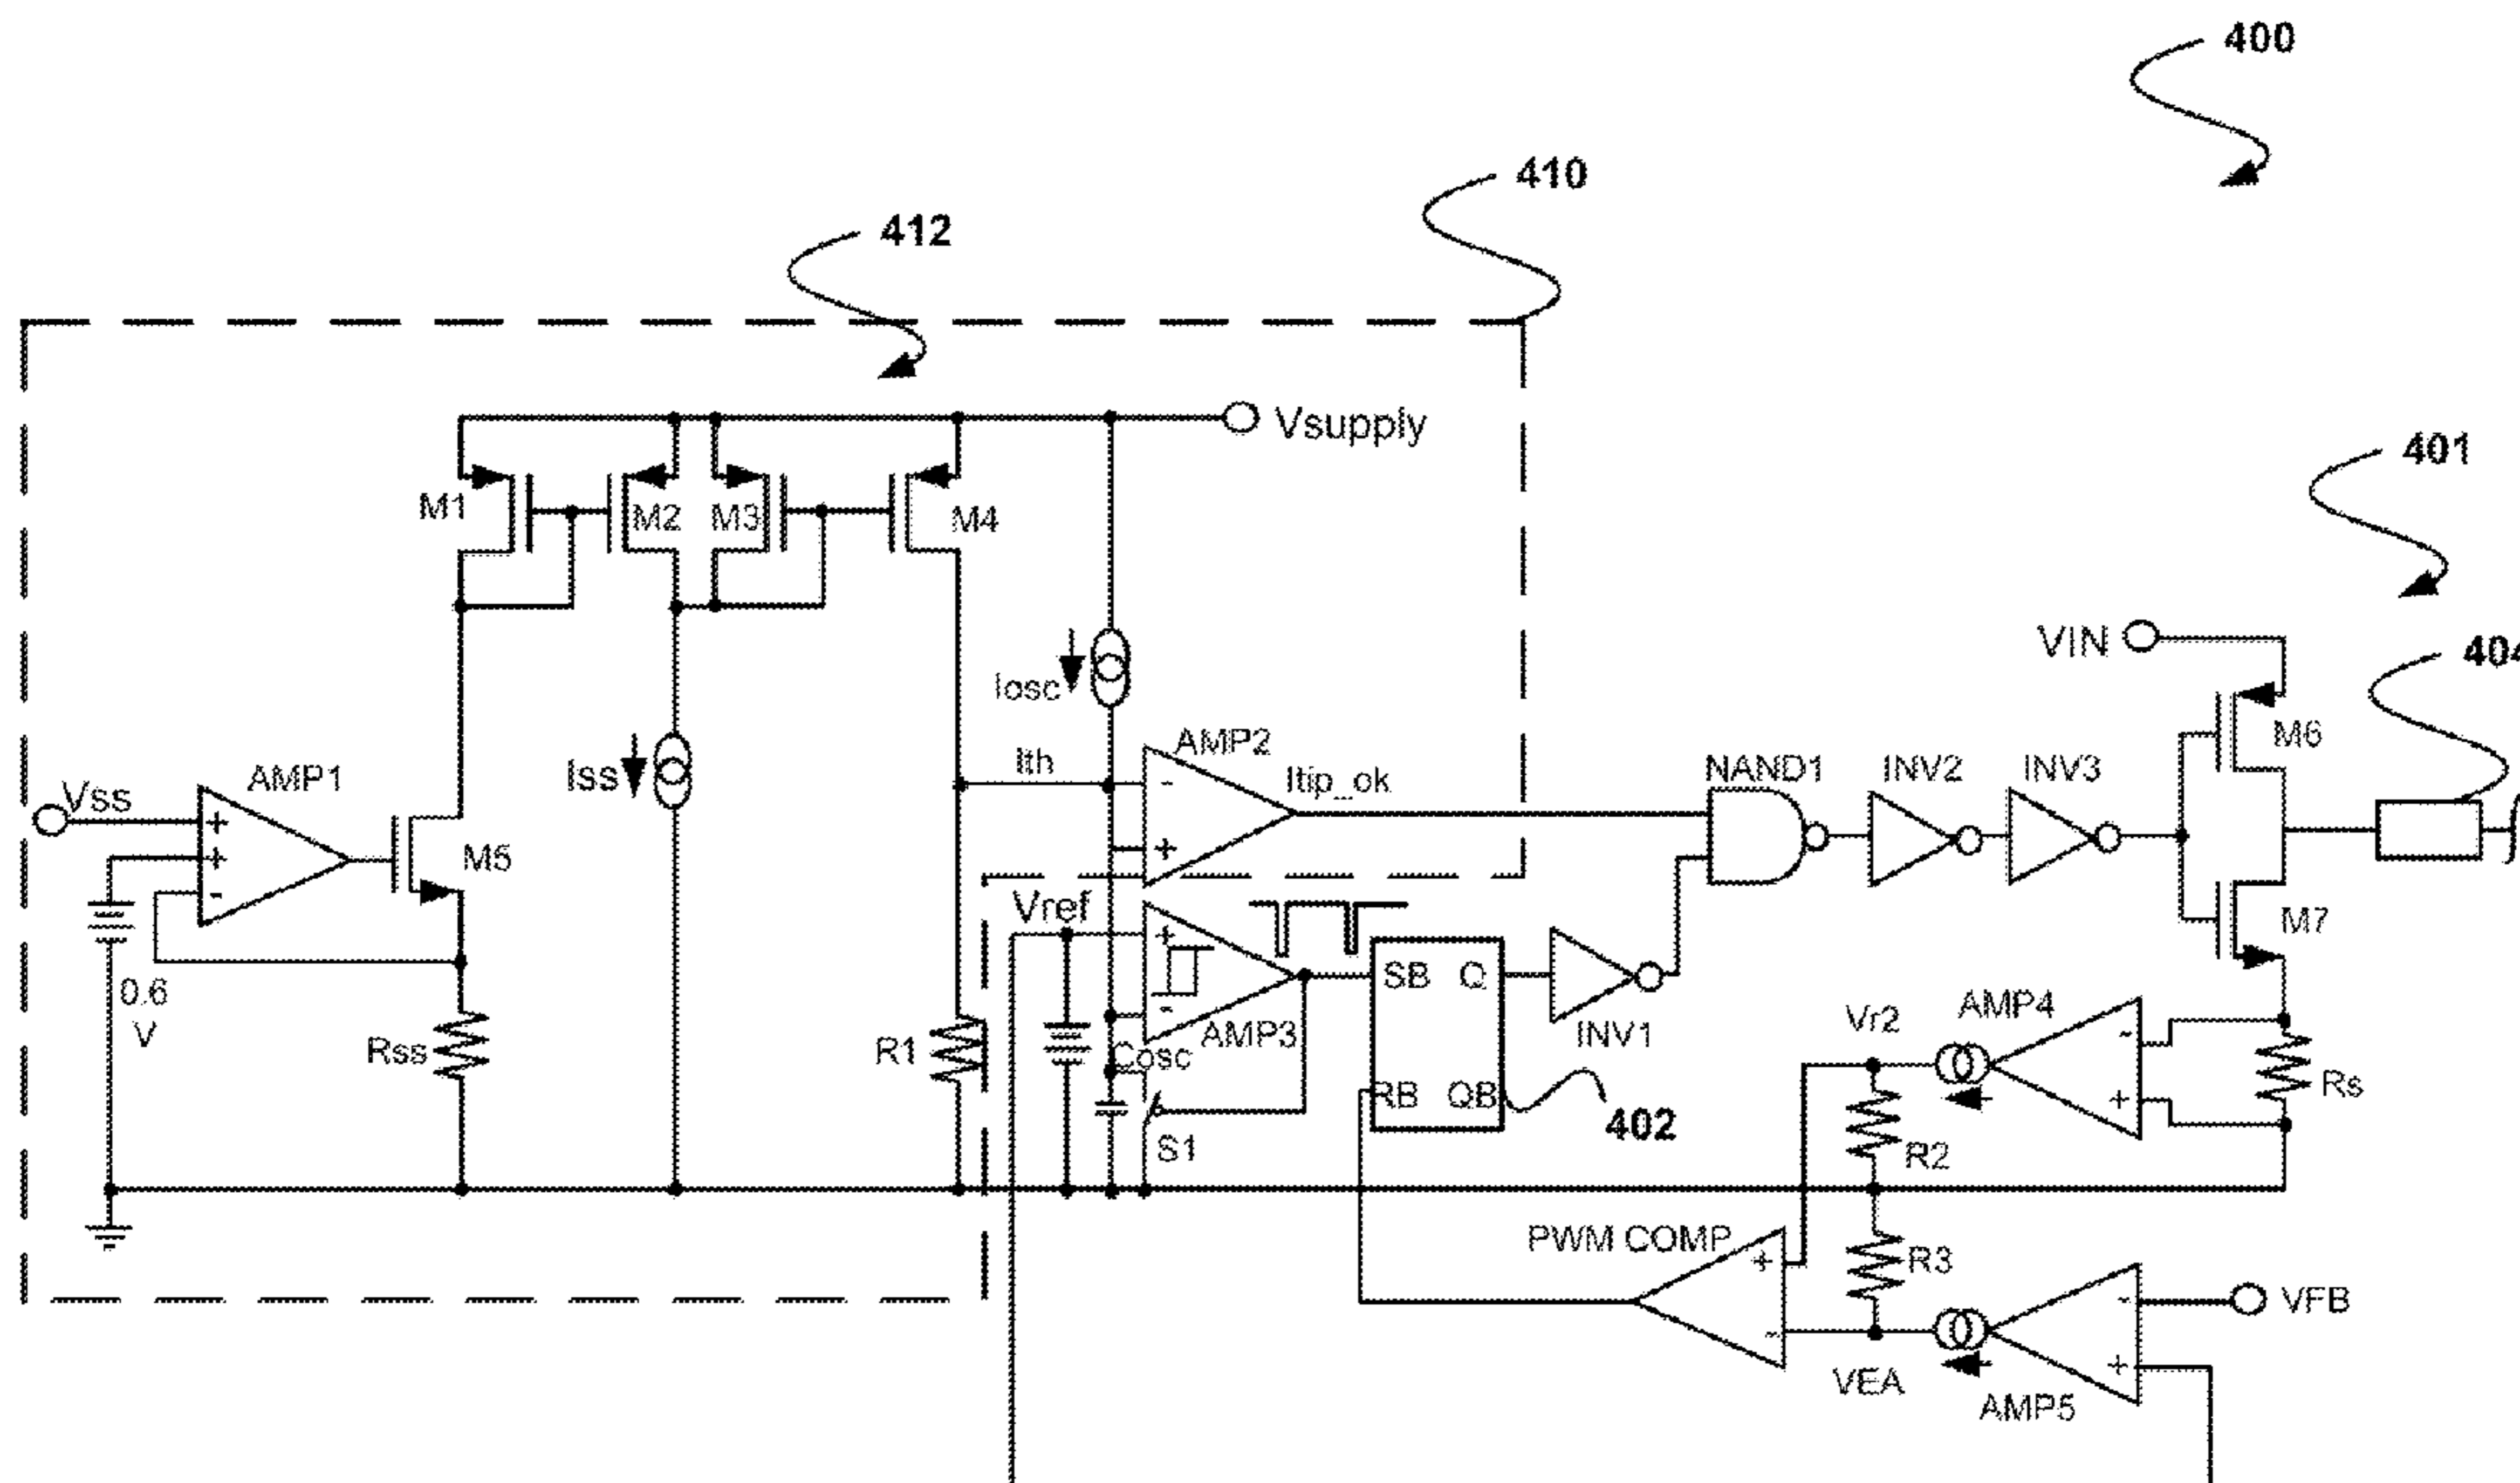 400
410
412
Vsupply
401
M1
M2
M3
M4
VIN
404
Iosc
M6
AMP2
Ith
Itip_ok
NAND1
INV2
INV3
Iss
AMP1
Vss
+
+
-
M5
-
+
M7
Vref
+
-
AMP3
SB
Q
RB
QB
402
INV1
0.6
V
Rss
R1
Cosc
S1
Vr2
AMP4
-
+
Rs
R2
PWM COMP
+
-
R3
VEA
AMP5
-
+
VFB